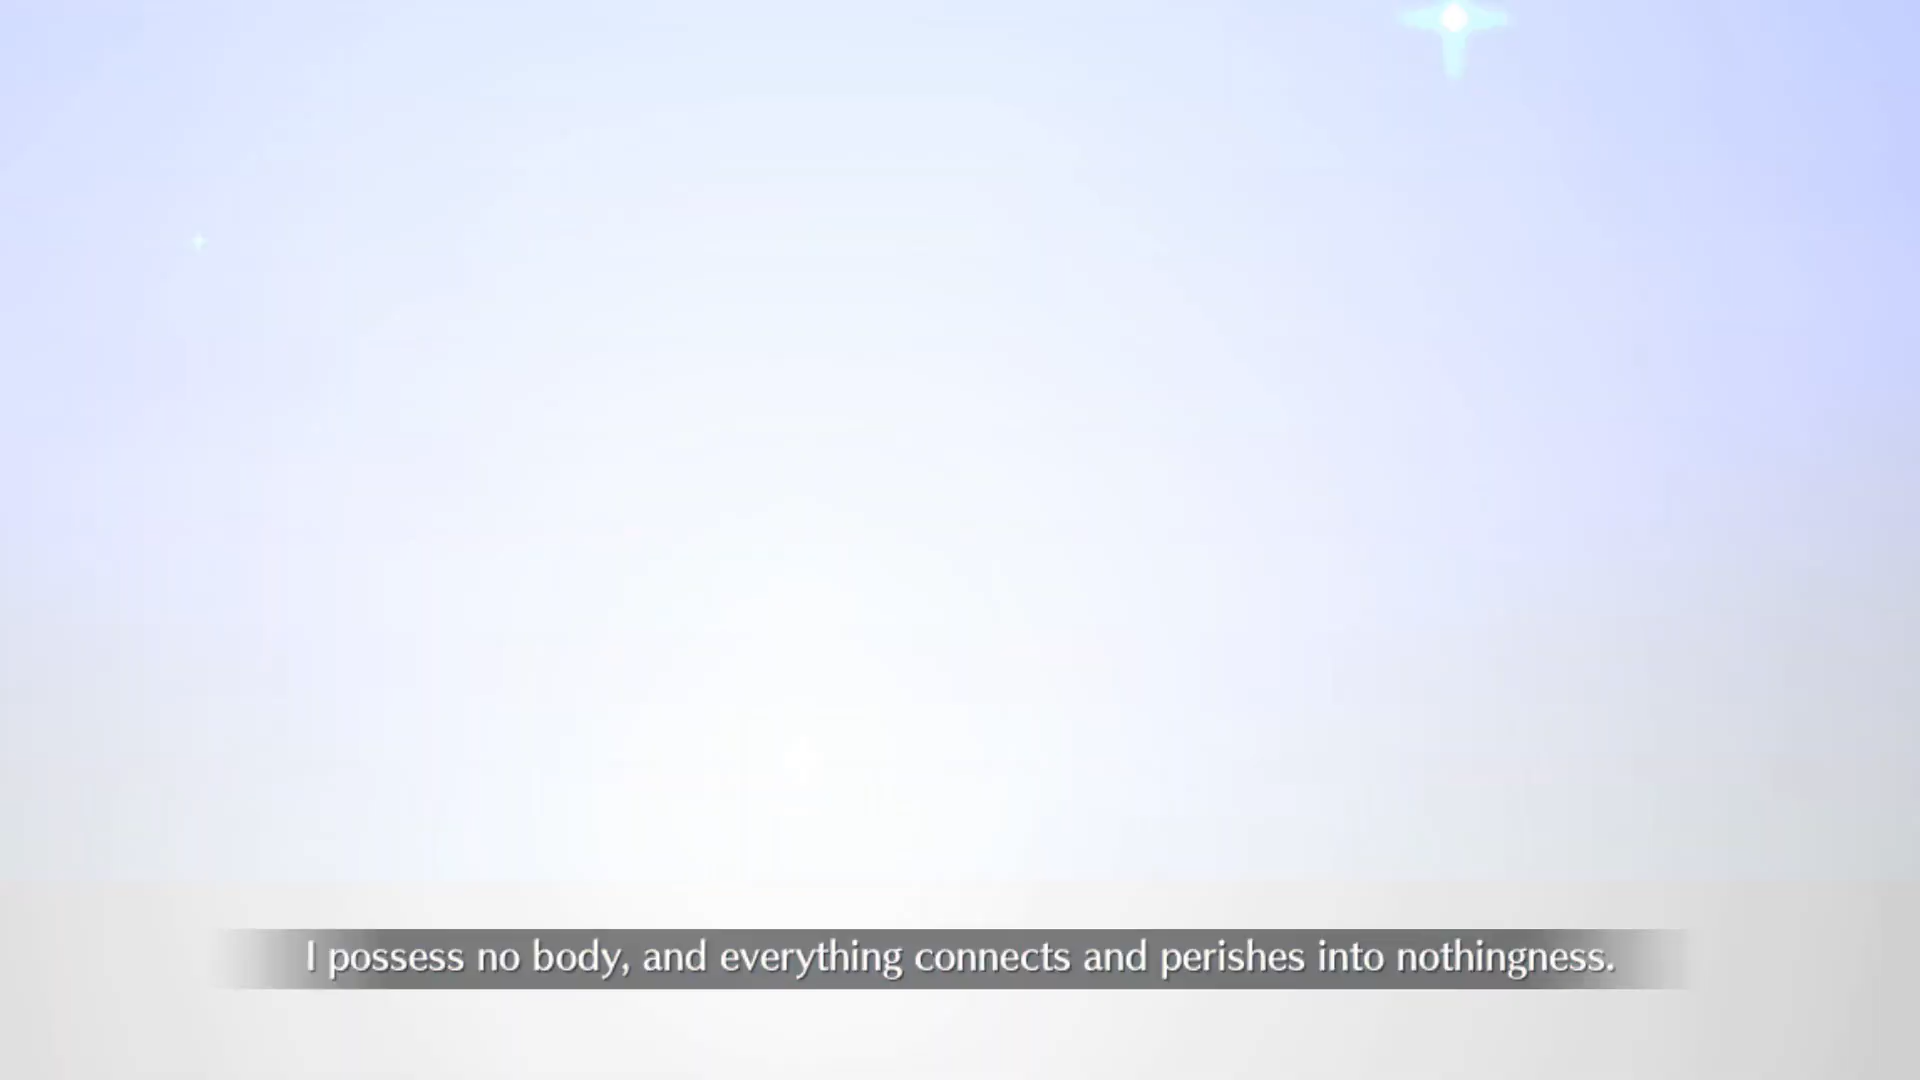 I possess no body, and everything connects and perishes into nothingness.